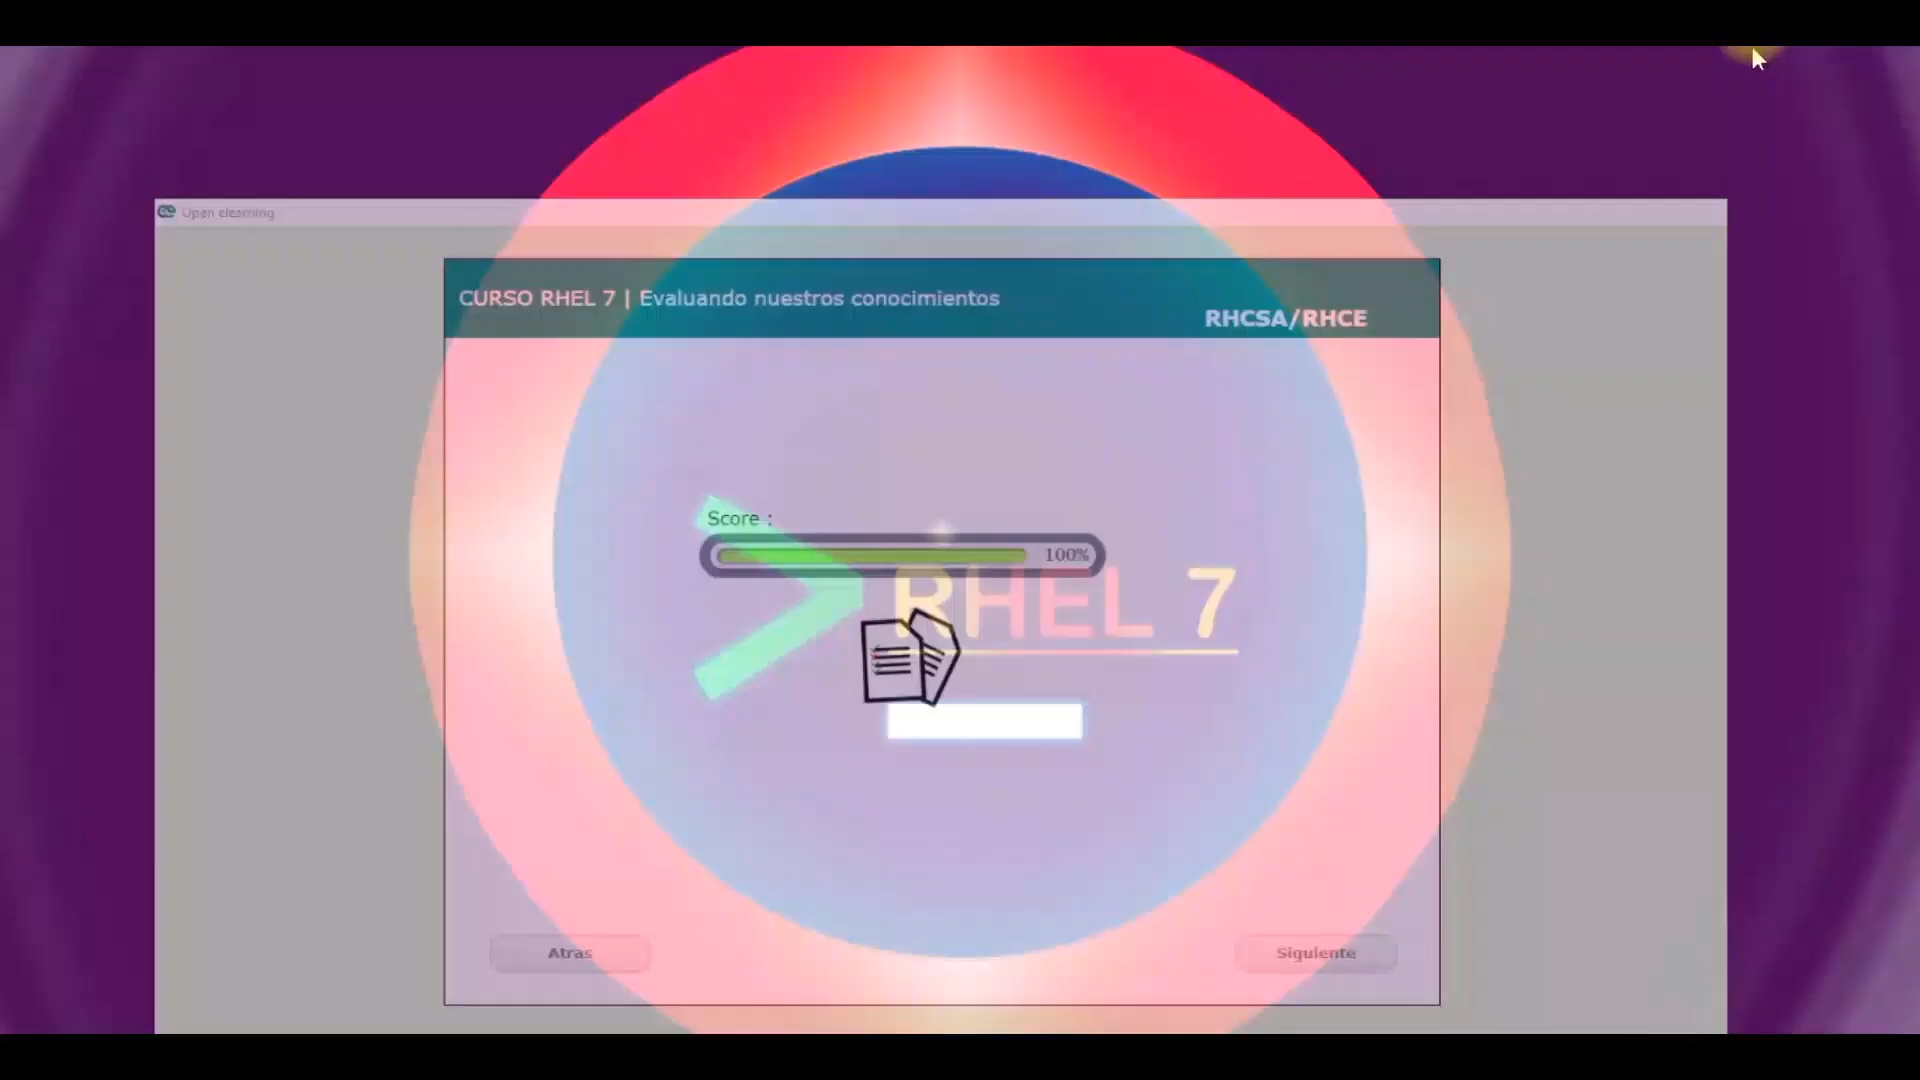 Open elearning
CURSO RHEL 7 | Evaluando nuestros conocimientos
RHCSA/RHCE
Score :
100%
RHEL 7
Atras
Siguiente